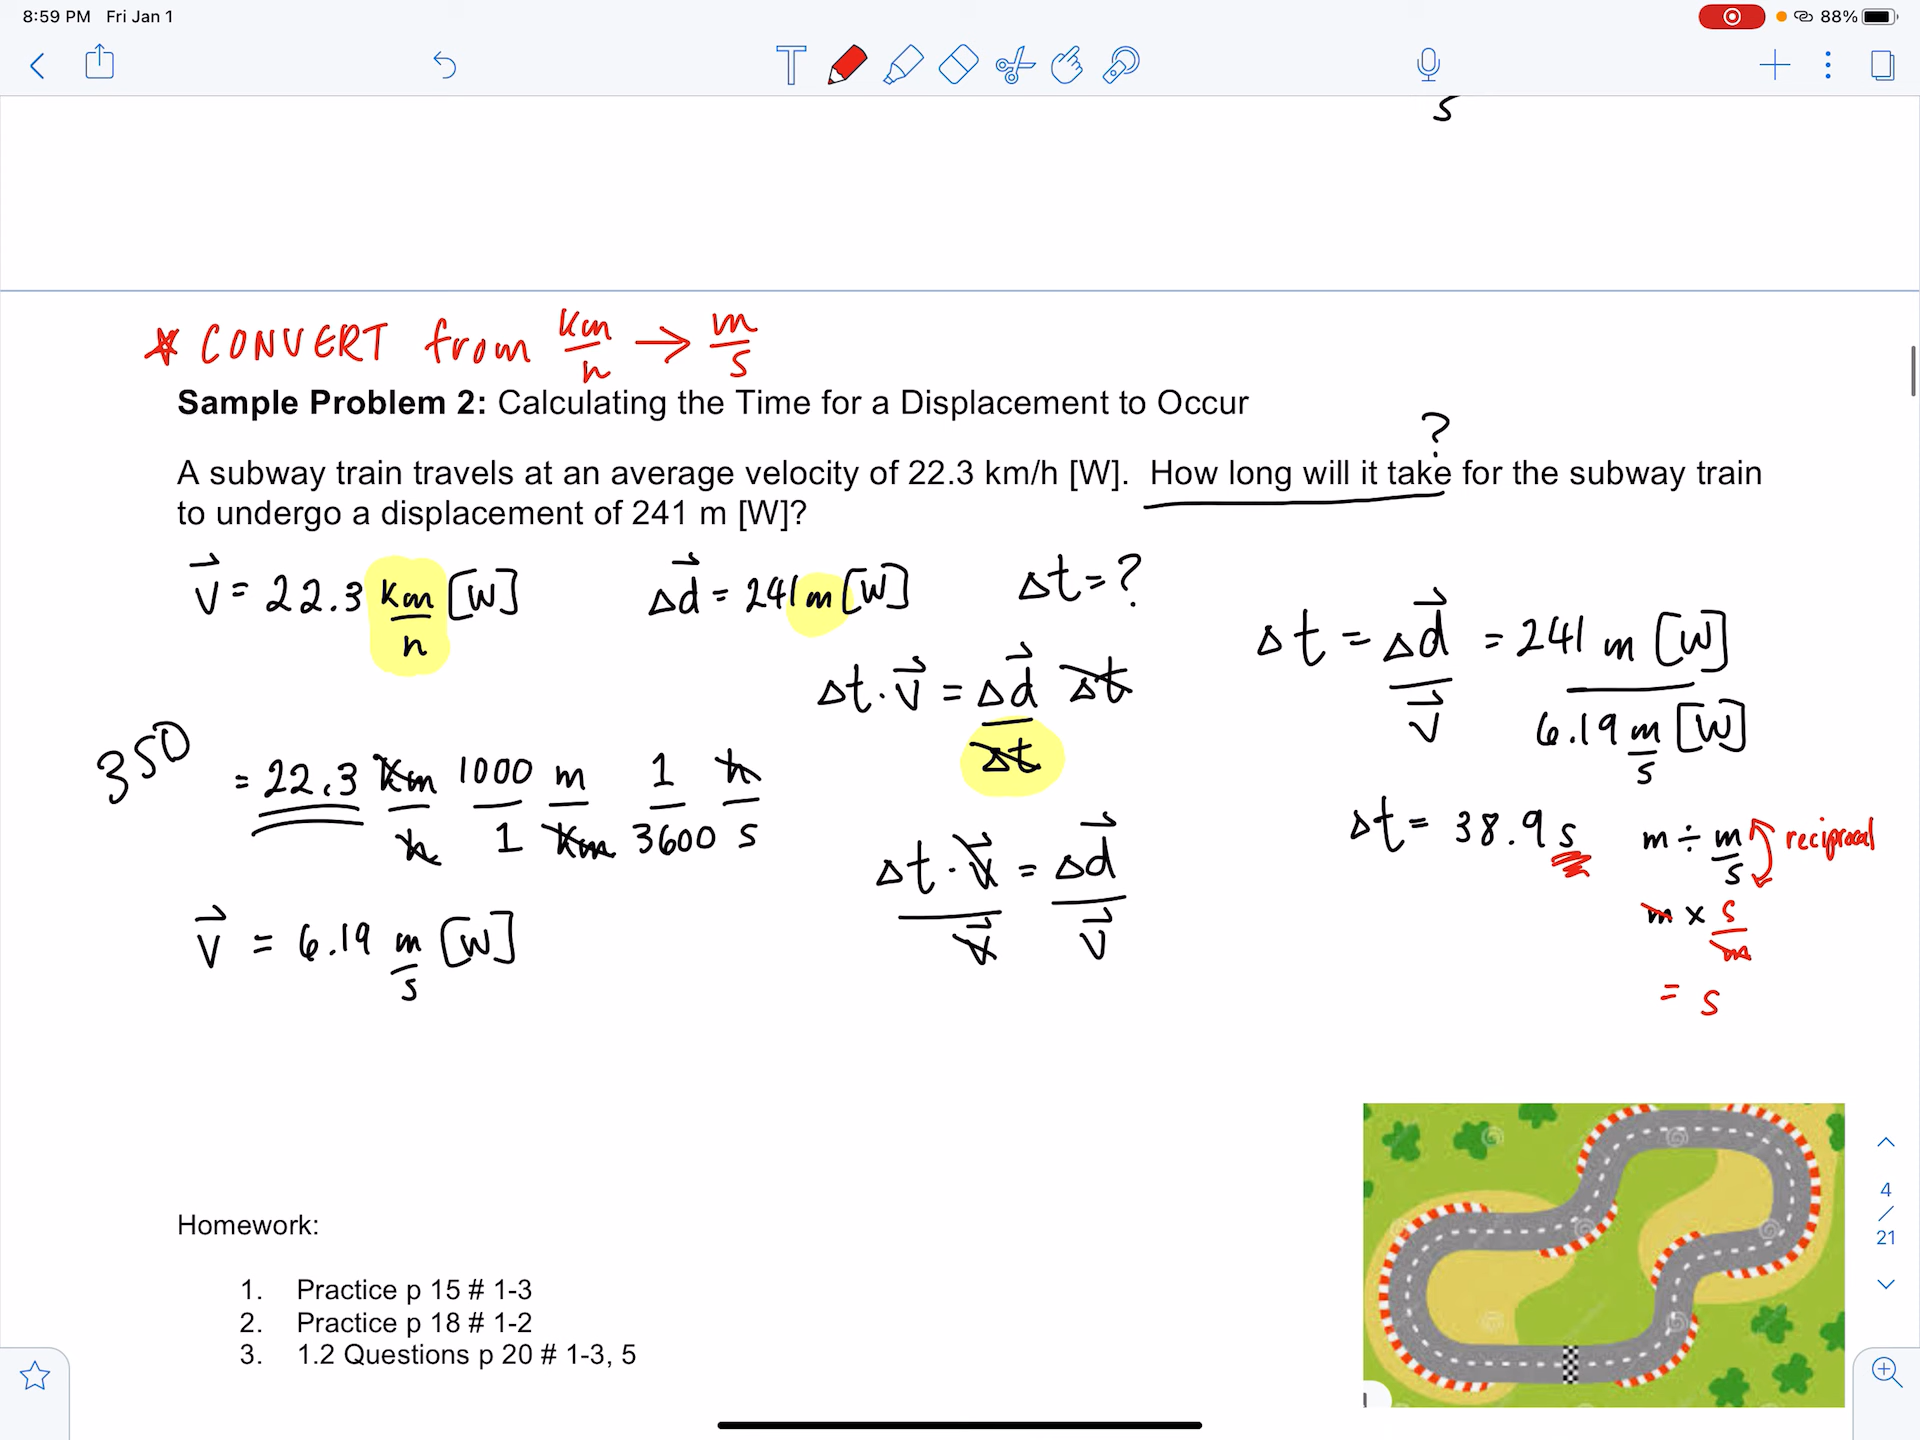 8:59 PM Fri Jan 1
88%
s
* CONVERT from km/h → m/s
Sample Problem 2: Calculating the Time for a Displacement to Occur
?
A subway train travels at an average velocity of 22.3 km/h [W]. How long will it take for the subway train
to undergo a displacement of 241 m [W]?
v⃗ = 22.3 km/h [W]
Δd⃗ = 241 m [W]
Δt = ?
Δt · v⃗ = Δd⃗/Δt Δt
Δt = Δd⃗/v⃗ = 241 m [W] / 6.19 m/s [W]
350
= 22.3 km/h 1000/1 m/km 1/3600 h/s
v⃗ = 6.19 m/s [W]
Δt · v⃗/v⃗ = Δd⃗/v⃗
Δt = 38.9 s
m ÷ m/s reciprocal
m × s/m
= s
Homework:
1. Practice p 15 # 1-3
2. Practice p 18 # 1-2
3. 1.2 Questions p 20 # 1-3, 5
4
/
21